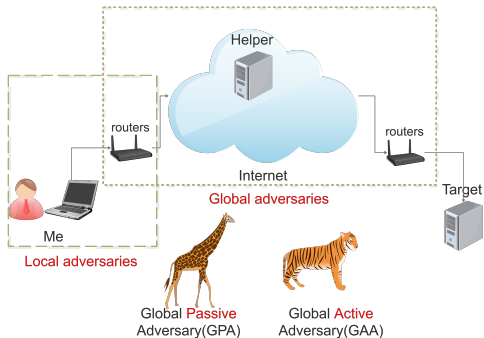 Helper
routers
routers
Internet
Target
Global adversaries
Me
Local adversaries
Global Passive
Adversary(GPA)
Global Active
Adversary(GAA)